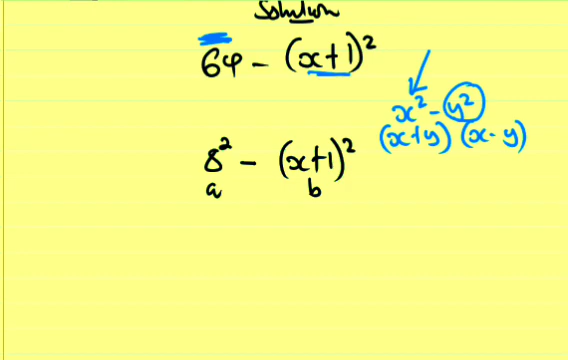 Solution
64 - (x+1)²
x² - y²
(x+y) (x-y)
8² - (x+1)²
a b